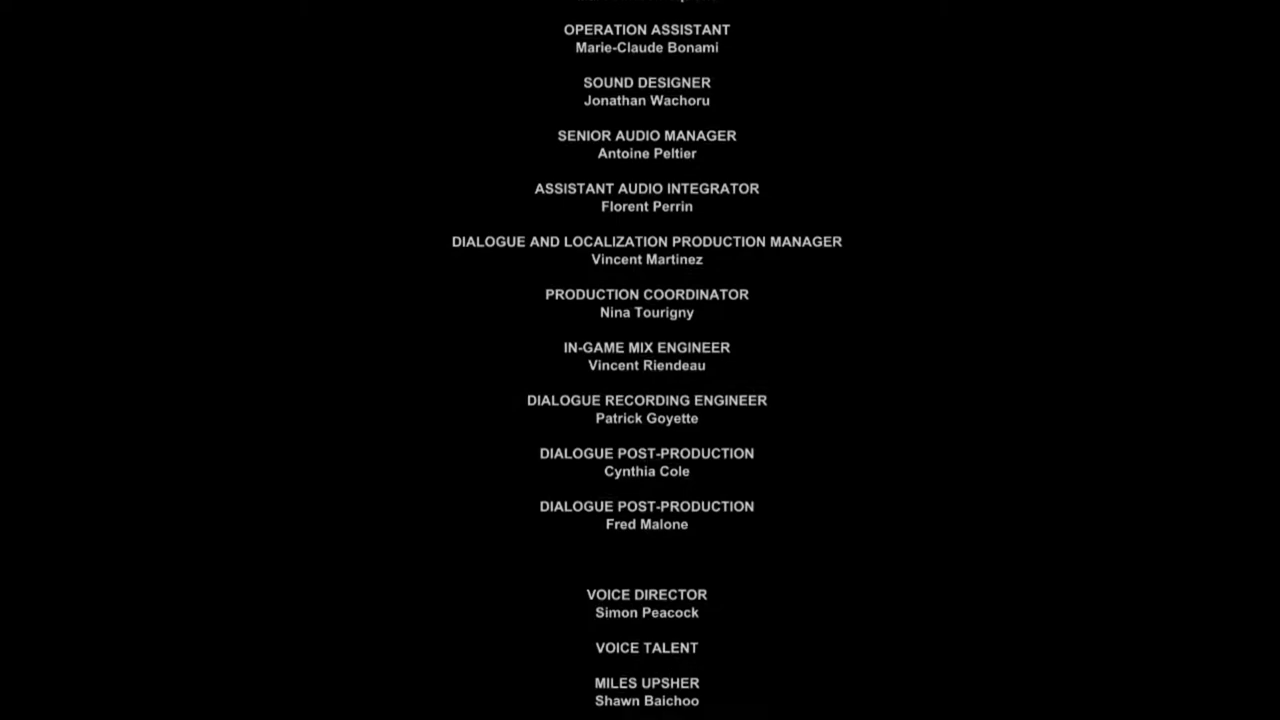 OPERATION ASSISTANT
Marie-Claude Bonami
SOUND DESIGNER
Jonathan Wachoru
SENIOR AUDIO MANAGER
Antoine Peltier
ASSISTANT AUDIO INTEGRATOR
Florent Perrin
DIALOGUE AND LOCALIZATION PRODUCTION MANAGER
Vincent Martinez
PRODUCTION COORDINATOR
Nina Tourigny
IN-GAME MIX ENGINEER
Vincent Riendeau
DIALOGUE RECORDING ENGINEER
Patrick Goyette
DIALOGUE POST-PRODUCTION
Cynthia Cole
DIALOGUE POST-PRODUCTION
Fred Malone
VOICE DIRECTOR
Simon Peacock
VOICE TALENT
MILES UPSHER
Shawn Baichoo